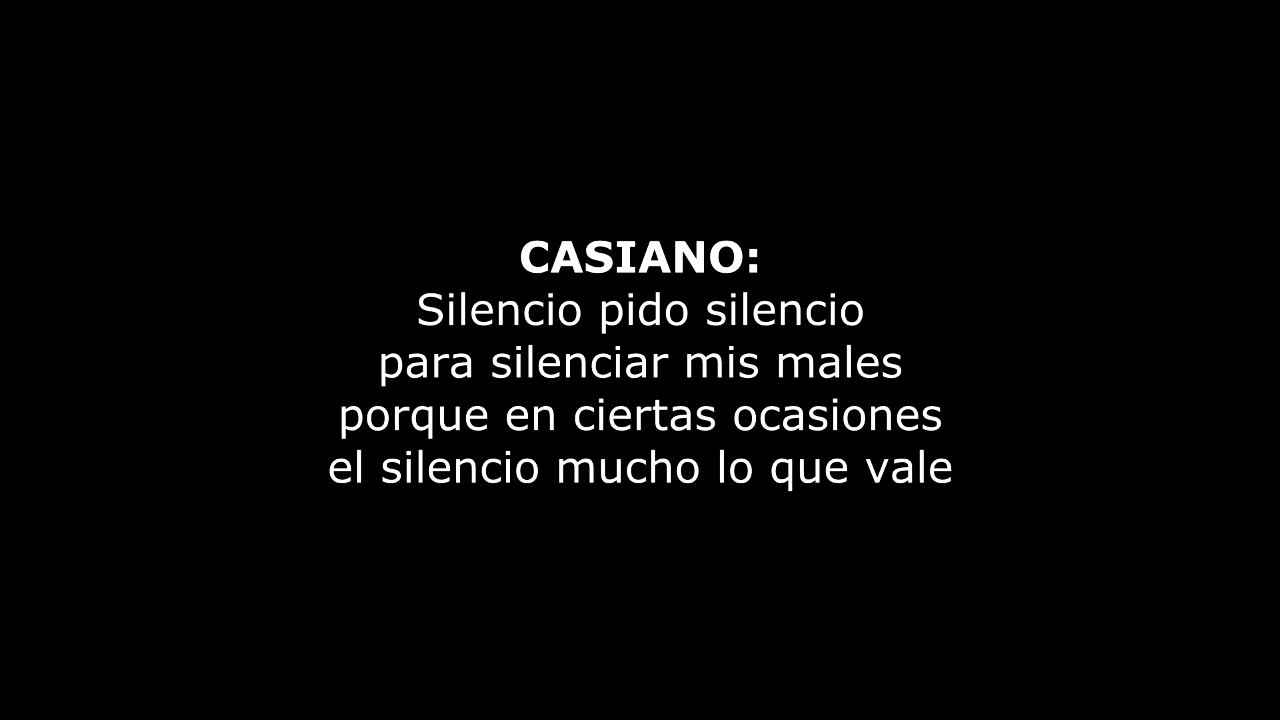 CASIANO:
Silencio pido silencio
para silenciar mis males
porque en ciertas ocasiones
el silencio mucho lo que vale